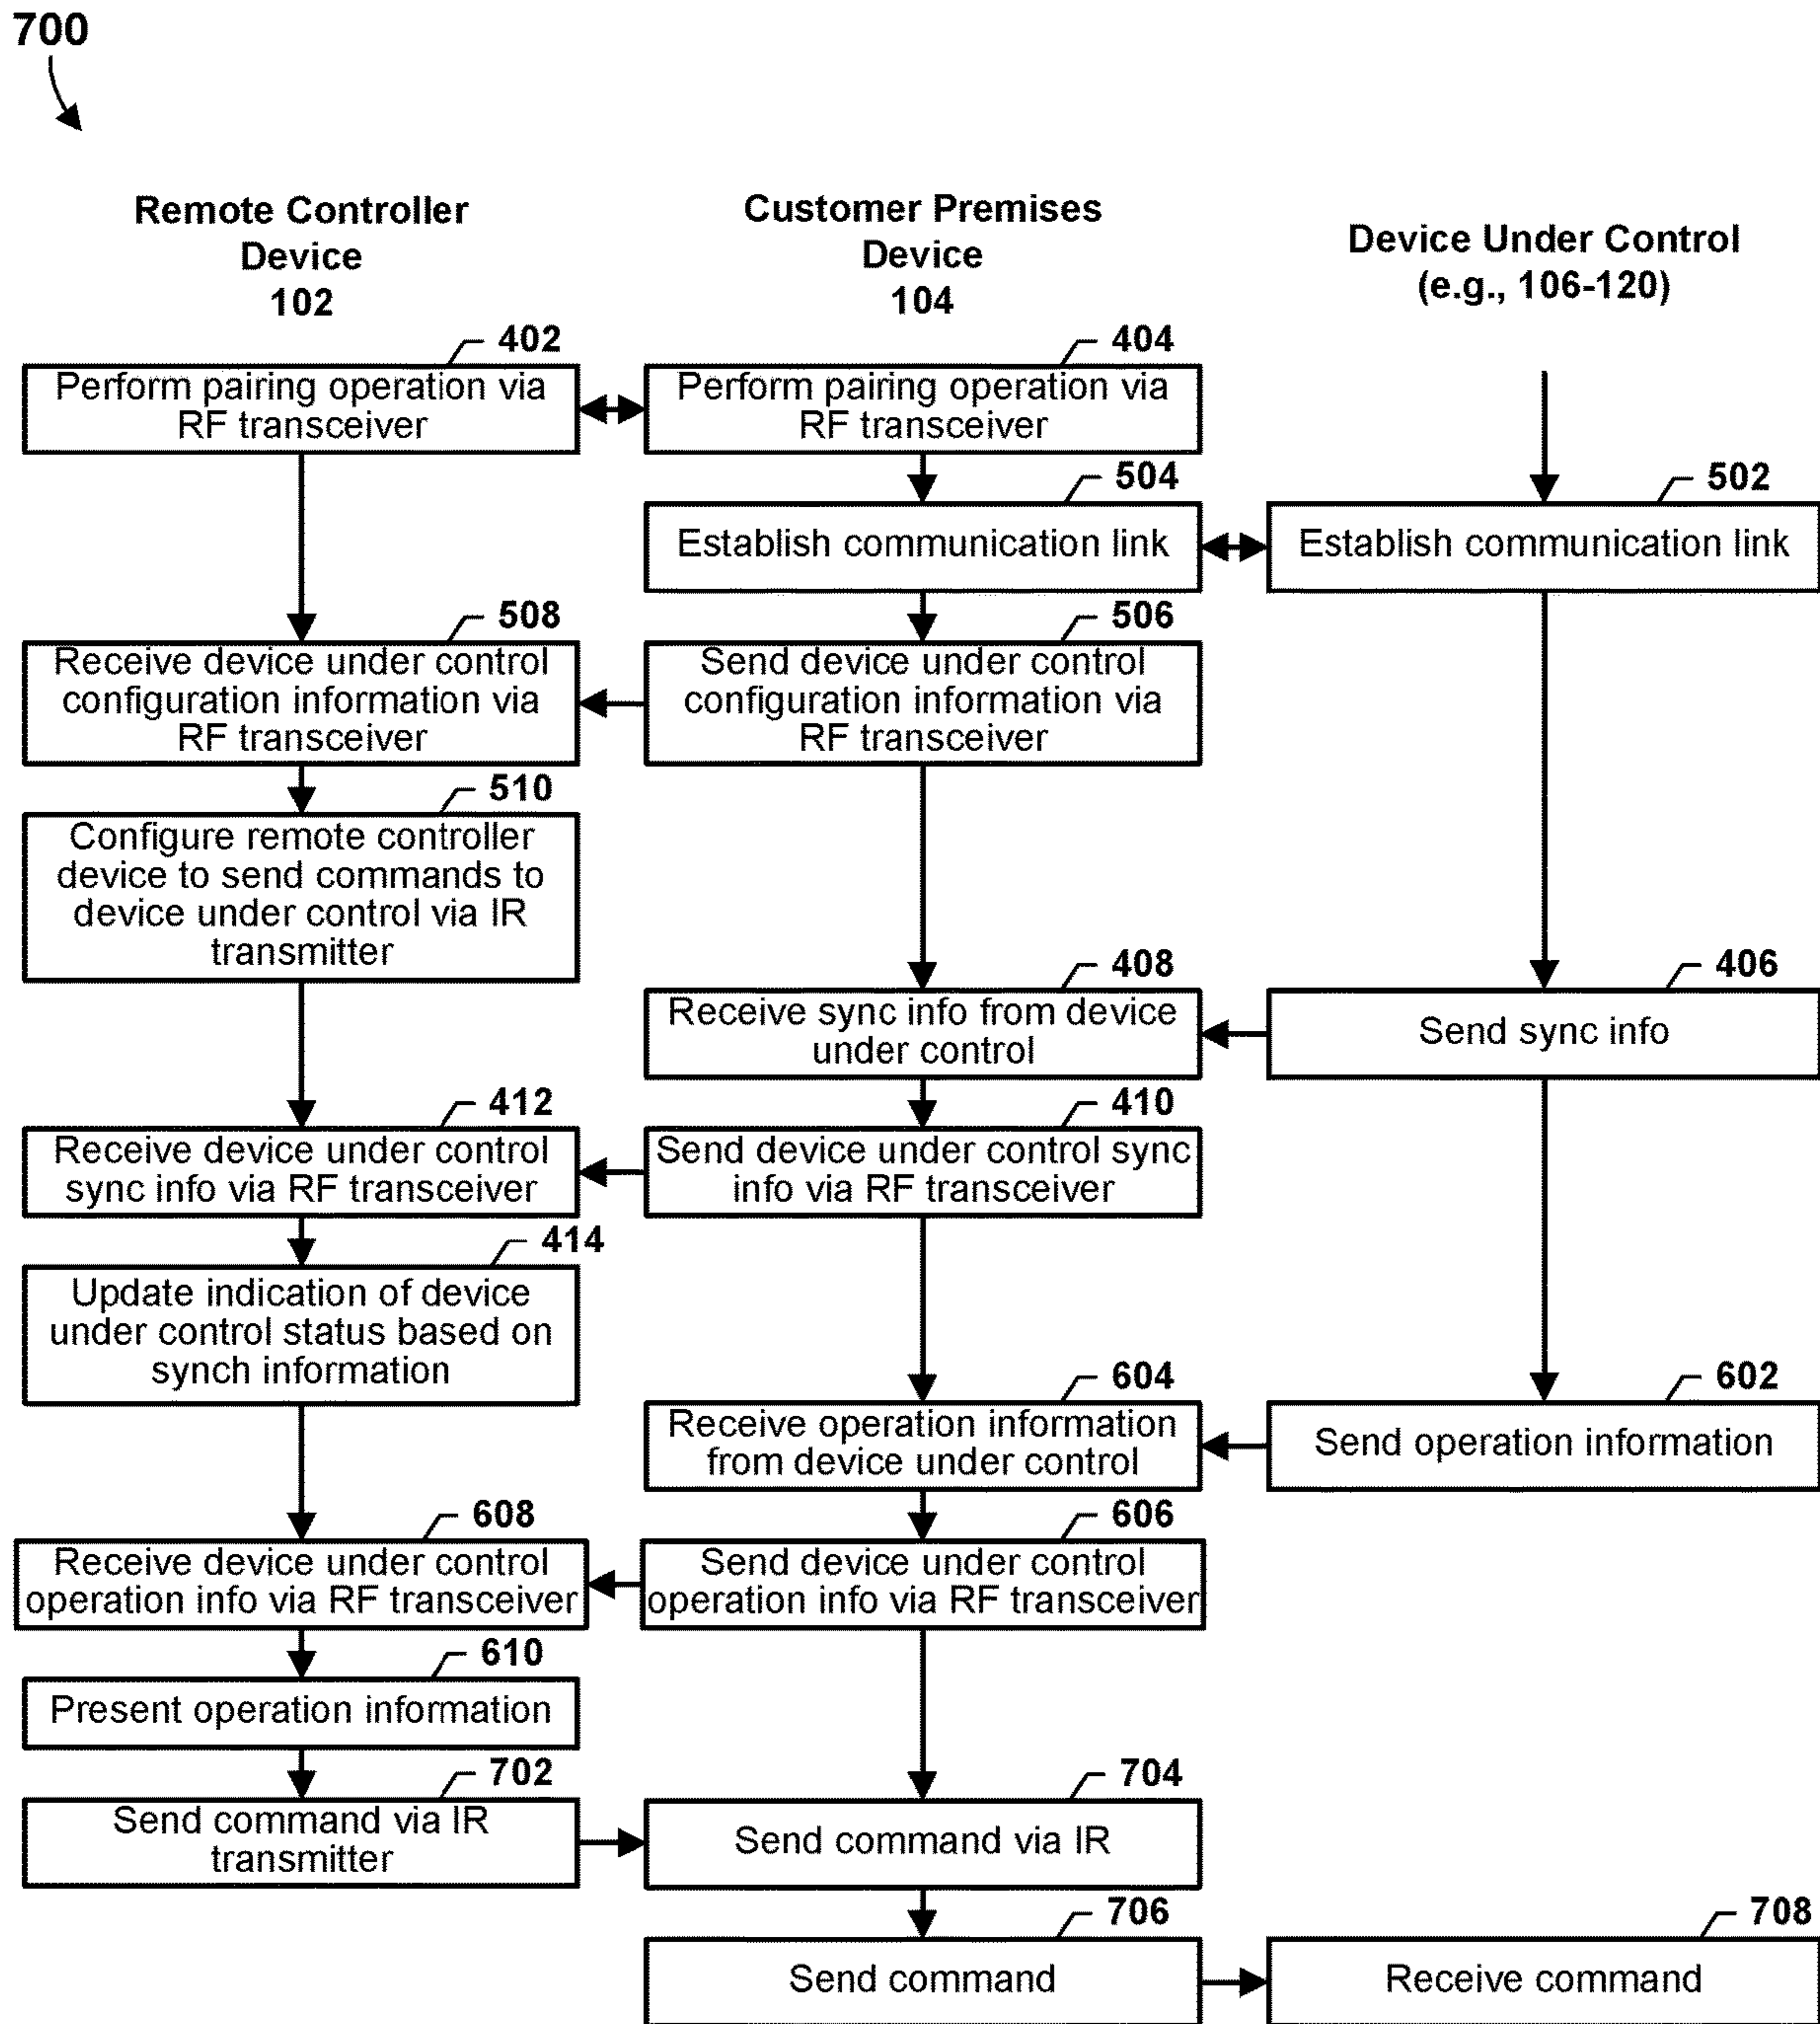 700
Remote Controller
Device
102
Customer Premises
Device
104
Device Under Control
(e.g., 106-120)
402
Perform pairing operation via
RF transceiver
404
Perform pairing operation via
RF transceiver
504
Establish communication link
502
Establish communication link
508
Receive device under control
configuration information via
RF transceiver
506
Send device under control
configuration information via
RF transceiver
510
Configure remote controller
device to send commands to
device under control via IR
transmitter
408
Receive sync info from device
under control
406
Send sync info
412
Receive device under control
sync info via RF transceiver
410
Send device under control sync
info via RF transceiver
414
Update indication of device
under control status based on
synch information
604
Receive operation information
from device under control
602
Send operation information
608
Receive device under control
operation info via RF transceiver
606
Send device under control
operation info via RF transceiver
610
Present operation information
702
Send command via IR
transmitter
704
Send command via IR
706
Send command
708
Receive command